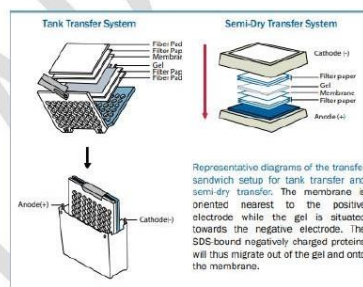 Tank Transfer System
Semi-Dry Transfer System
Fiber Pad
Filter Pap
Membrar
Gel
Filter Pap
Fiber Pad
Cathode (-)
Filter paper
Gel
Membrane
Filter paper
Anode (+)
Anode(+)
Cathode(-)
Representative diagrams of the transfe
sandwich setup for tank transfer and
semi-dry transfer. The membrane is
oriented nearest to the positive
electrode while the gel is situated
towards the negative electrode. The
SDS-bound negatively charged proteins
will thus migrate out of the gel and onto
the membrane.